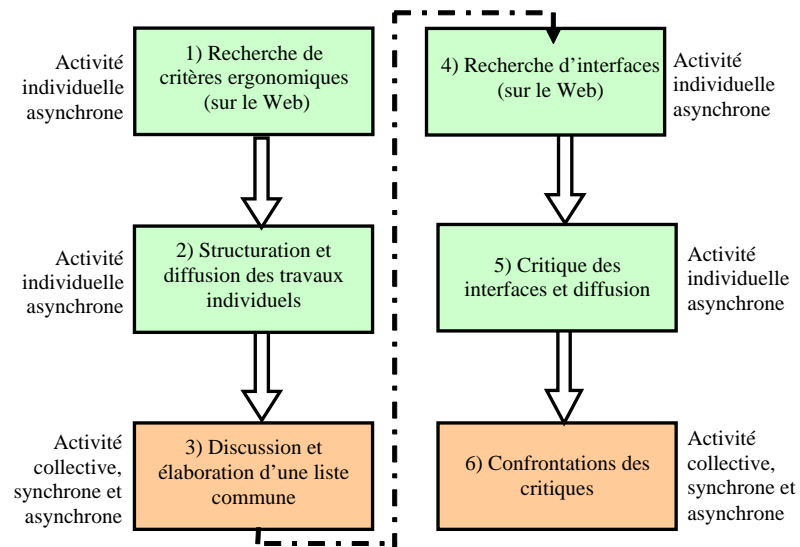 Activité
individuelle
asynchrone
1) Recherche de
critères ergonomiques
(sur le Web)
Activité
individuelle
asynchrone
2) Structuration et
diffusion des travaux
individuels
Activité
collective,
synchrone et
asynchrone
3) Discussion et
élaboration d’une liste
commune
4) Recherche d’interfaces
(sur le Web)
Activité
individuelle
asynchrone
5) Critique des
interfaces et diffusion
Activité
individuelle
asynchrone
6) Confrontations des
critiques
Activité
collective,
synchrone et
asynchrone